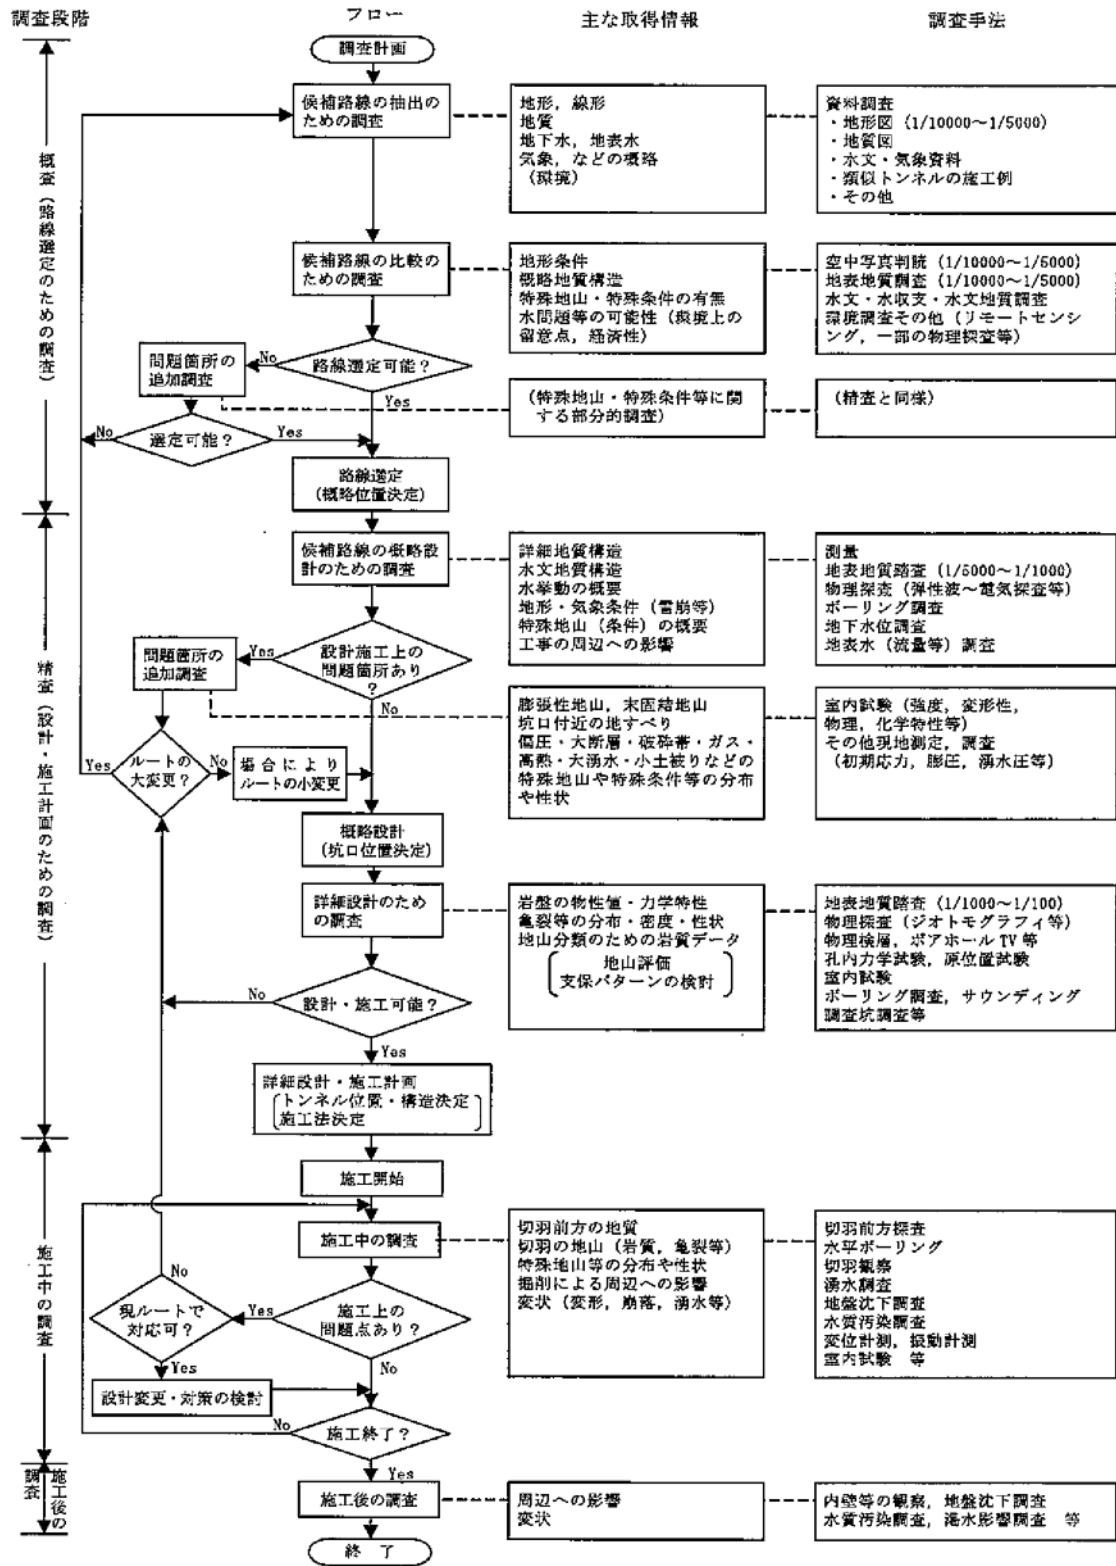 調査段階
フロー
主な取得情報
調査手法
調査計画
概査（路線選定のための調査）
候補路線の抽出の
ための調査
地形，線形
地質
地下水，地表水
気象，などの概略
（環境）
資料調査
・地形図（1/10000～1/5000）
・地質図
・水文・気象資料
・類似トンネルの施工例
・その他
候補路線の比較の
ための調査
地形条件
概略地質構造
特殊地山・特殊条件の有無
水問題等の可能性（環境上の
留意点，経済性）
空中写真判読（1/10000～1/5000）
地表地質調査（1/10000～1/5000）
水文・水収支・水文地質調査
環境調査その他（リモートセンシ
ング，一部の物理探査等）
路線選定可能？
No
Yes
問題箇所の
追加調査
（特殊地山・特殊条件等に関
する部分的調査）
（精査と同様）
選定可能？
No
Yes
路線選定
（概略位置決定）
精査（設計・施工計画のための調査）
候補路線の概略設
計のための調査
詳細地質構造
水文地質構造
水挙動の概要
地形・気象条件（雪崩等）
特殊地山（条件）の概要
工事の周辺への影響
測量
地表地質踏査（1/5000～1/1000）
物理探査（弾性波～電気探査等）
ボーリング調査
地下水位調査
地表水（流量等）調査
設計施工上の
問題箇所あり
？
Yes
No
問題箇所の
追加調査
膨張性地山，未固結地山
坑口付近の地すべり
偏圧・大断層・破砕帯・ガス・
高熱・大湧水・小土被りなどの
特殊地山や特殊条件等の分布
や性状
室内試験（強度，変形性，
物理，化学特性等）
その他現地測定，調査
（初期応力，膨圧，湧水圧等）
ルートの
大変更？
Yes
No
場合により
ルートの小変更
概略設計
（坑口位置決定）
詳細設計のため
の調査
岩盤の物性値・力学特性
亀裂等の分布・密度・性状
地山分類のための岩質データ
地山評価
支保パターンの検討
地表地質踏査（1/1000～1/100）
物理探査（ジオトモグラフィ等）
物理検層，ボアホールTV等
孔内力学試験，原位置試験
室内試験
ボーリング調査，サウンディング
調査坑調査等
設計・施工可能？
No
Yes
詳細設計・施工計画
トンネル位置・構造決定
施工法決定
施工中の調査
施工開始
施工中の調査
切羽前方の地質
切羽の地山（岩質，亀裂等）
特殊地山等の分布や性状
掘削による周辺への影響
変状（変形，崩落，湧水等）
切羽前方探査
水平ボーリング
切羽観察
湧水調査
地盤沈下調査
水質汚染調査
変位計測，振動計測
室内試験　等
施工上の
問題点あり？
Yes
No
現ルートで
対応可？
No
Yes
設計変更・対策の検討
施工終了？
No
Yes
施工後の
調査
施工後の調査
周辺への影響
変状
内壁等の観察，地盤沈下調査
水質汚染調査，渇水影響調査　等
終　了